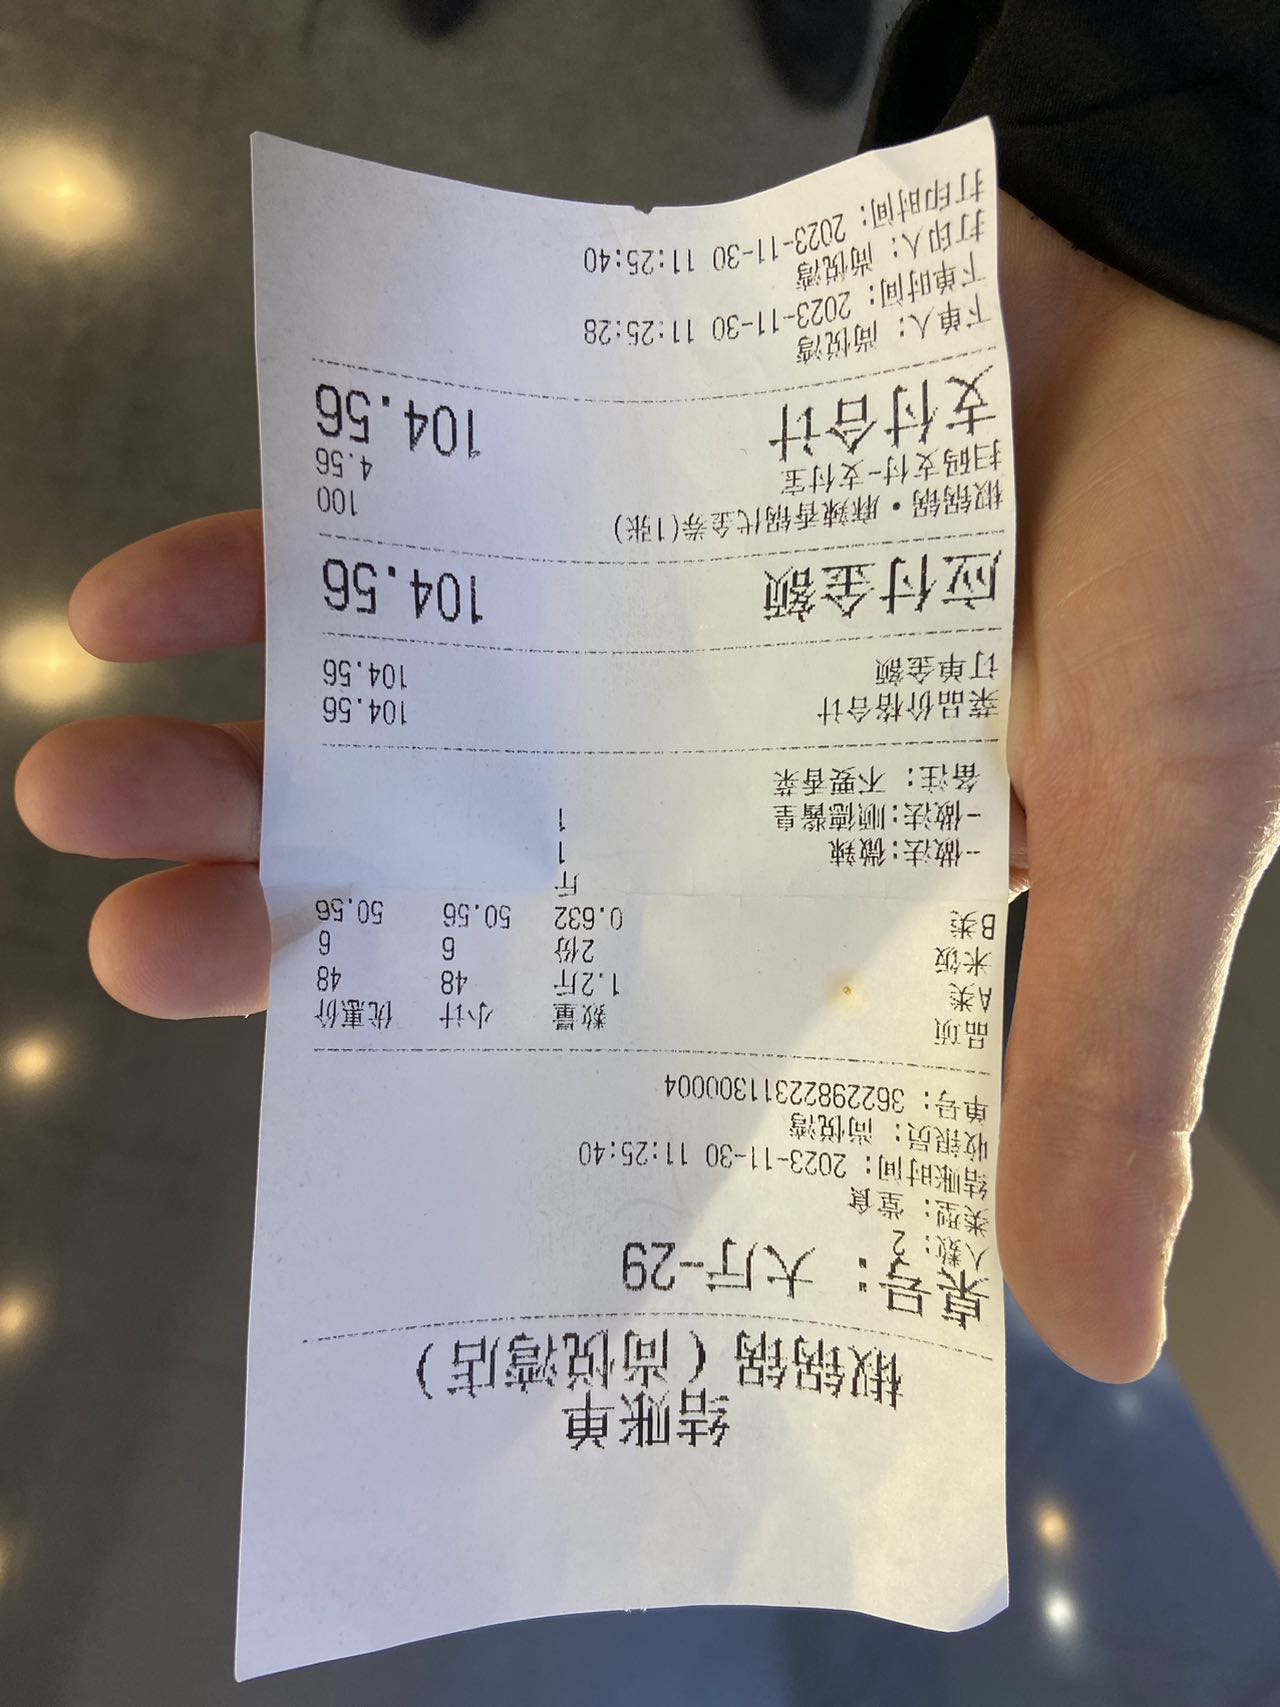 结账单
椒锅锅(尚悦湾店)
桌号: 大厅-29
人数: 2
类型: 堂食
结账时间: 2023-11-30 11:25:40
收银员: 尚悦湾
单号: 3622982231130004
品项 数量 小计 优惠价
A类 1.2斤 48 48
米饭 2份 6 6
B类 0.632斤 50.56 50.56
--做法:微辣 1
-做法:顺德酱皇 1
备注: 不要香菜
菜品价格合计 104.56
订单金额 104.56
应付金额 104.56
椒锅锅•麻辣香锅代金券(1张) 100
扫码支付-支付宝 4.56
支付合计 104.56
下单人: 尚悦湾
下单时间: 2023-11-30 11:25:28
打印人: 尚悦湾
打印时间: 2023-11-30 11:25:40